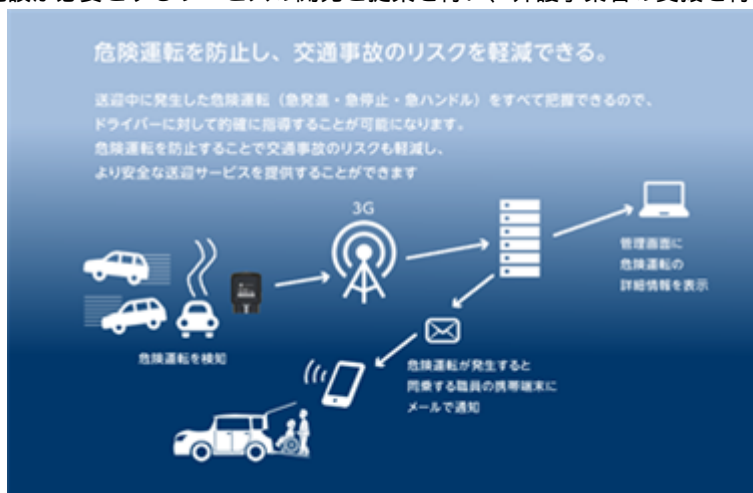 危険運転を防止し、交通事故のリスクを軽減できる。
送迎中に発生した危険運転（急発進・急停止・急ハンドル）をすべて把握できるので、
ドライバーに対して的確に指導することが可能になります。
危険運転を防止することで交通事故のリスクも軽減し、
より安全な送迎サービスを提供することができます
3G
管理画面に
危険運転の
詳細情報を表示
危険運転を検知
危険運転が発生すると
同乗する職員の携帯端末に
メールで通知